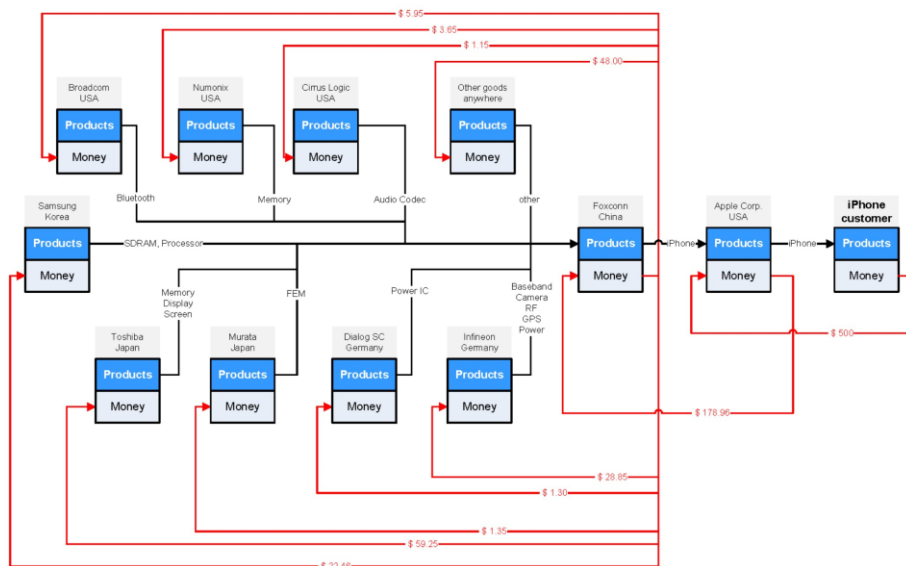 $ 5.95
$ 3.65
$ 1.15
$ 48.00
Broadcom
USA
Products
Money
Numonix
USA
Products
Money
Cirrus Logic
USA
Products
Money
Other goods
anywhere
Products
Money
Bluetooth
Memory
Audio Codec
other
Samsung
Korea
Products
Money
SDRAM, Processor
Foxconn
China
Products
Money
iPhone
Apple Corp.
USA
Products
Money
iPhone
iPhone
customer
Products
Money
Memory
Display
Screen
FEM
Power IC
Baseband
Camera
RF
GPS
Power
$ 500
Toshiba
Japan
Products
Money
Murata
Japan
Products
Money
Dialog SC
Germany
Products
Money
Infineon
Germany
Products
Money
$ 178.96
$ 28.85
$ 1.30
$ 1.35
$ 59.25